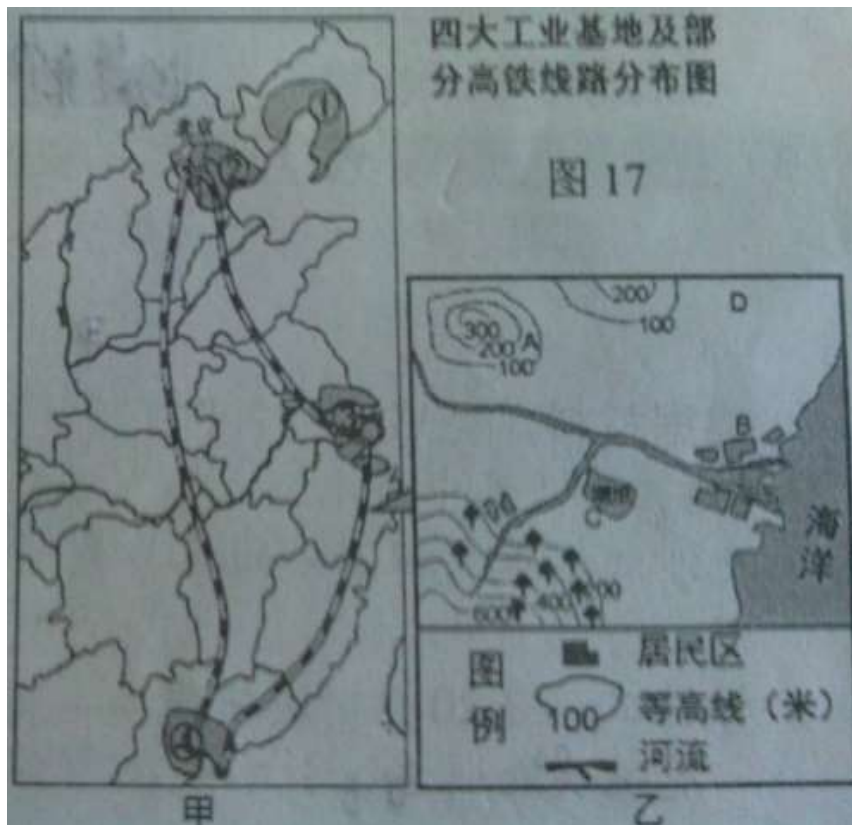 四大工业基地及部
分高铁线路分布图
图 17
北京
①
④
甲
200
100
D
300
200
A
100
B
C
海洋
600
400
图例
居民区
100
等高线（米）
河流
乙